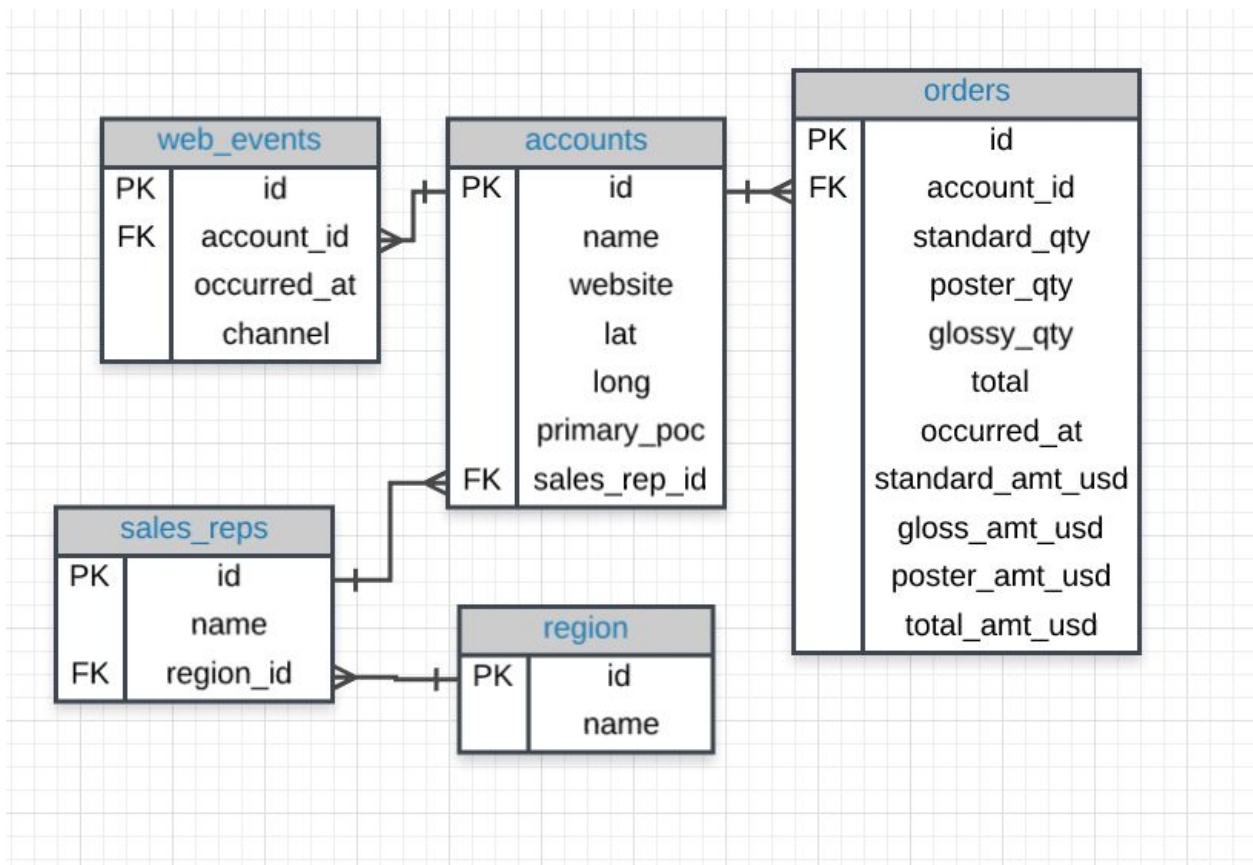 web_events
PK id
FK account_id
occurred_at
channel
accounts
PK id
name
website
lat
long
primary_poc
FK sales_rep_id
orders
PK id
FK account_id
standard_qty
poster_qty
glossy_qty
total
occurred_at
standard_amt_usd
gloss_amt_usd
poster_amt_usd
total_amt_usd
sales_reps
PK id
name
FK region_id
region
PK id
name